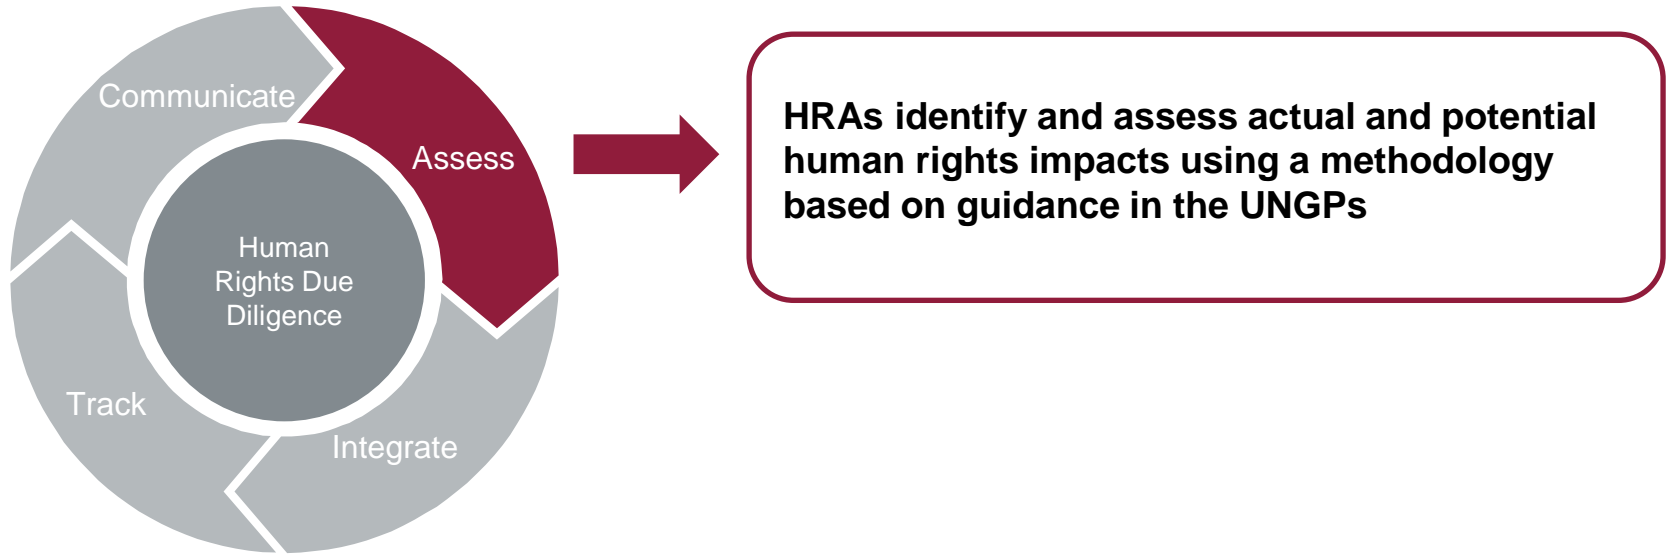 Communicate
Assess
Human
Rights Due
Diligence
Track
Integrate
HRAs identify and assess actual and potential
human rights impacts using a methodology
based on guidance in the UNGPs